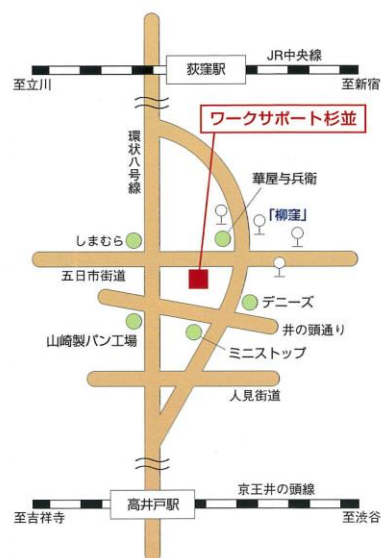 JR中央線
荻窪駅
至立川
至新宿
ワークサポート杉並
環状八号線
華屋与兵衛
「柳窪」
しまむら
五日市街道
デニーズ
井の頭通り
山崎製パン工場
ミニストップ
人見街道
京王井の頭線
高井戸駅
至吉祥寺
至渋谷